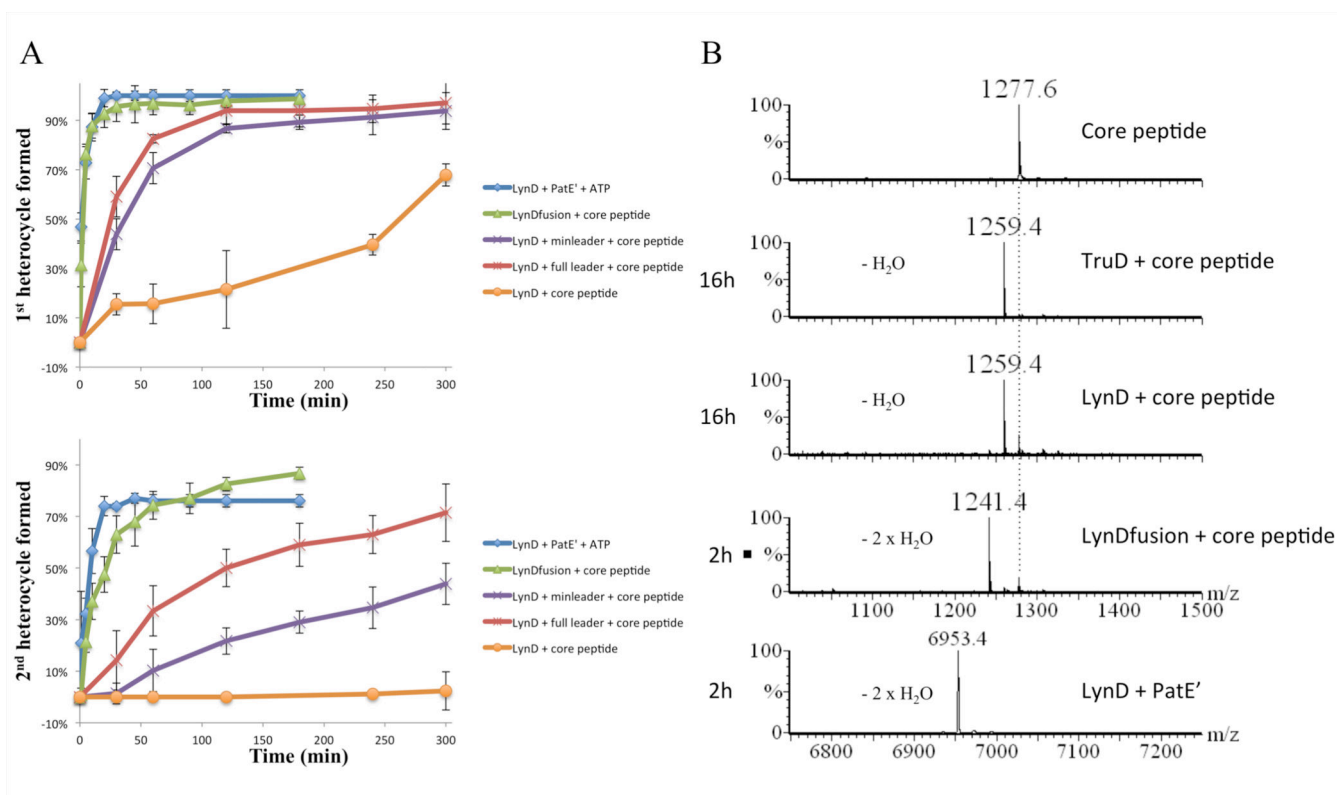 A
1st heterocycle formed
90%
70%
50%
30%
10%
-10%
0 50 100 150 200 250 300
Time (min)
LynD + PatE' + ATP
LynDfusion + core peptide
LynD + minleader + core peptide
LynD + full leader + core peptide
LynD + core peptide
2nd heterocycle formed
90%
70%
50%
30%
10%
-10%
0 50 100 150 200 250 300
Time (min)
LynD + PatE' + ATP
LynDfusion + core peptide
LynD + minleader + core peptide
LynD + full leader + core peptide
LynD + core peptide
B
1277.6
100
%
0
Core peptide
1259.4
16h
100
%
0
- H2O
TruD + core peptide
1259.4
16h
100
%
0
- H2O
LynD + core peptide
1241.4
2h
100
%
0
- 2 x H2O
LynDfusion + core peptide
1100 1200 1300 1400 1500 m/z
6953.4
2h
100
%
0
- 2 x H2O
LynD + PatE’
6800 6900 7000 7100 7200 m/z